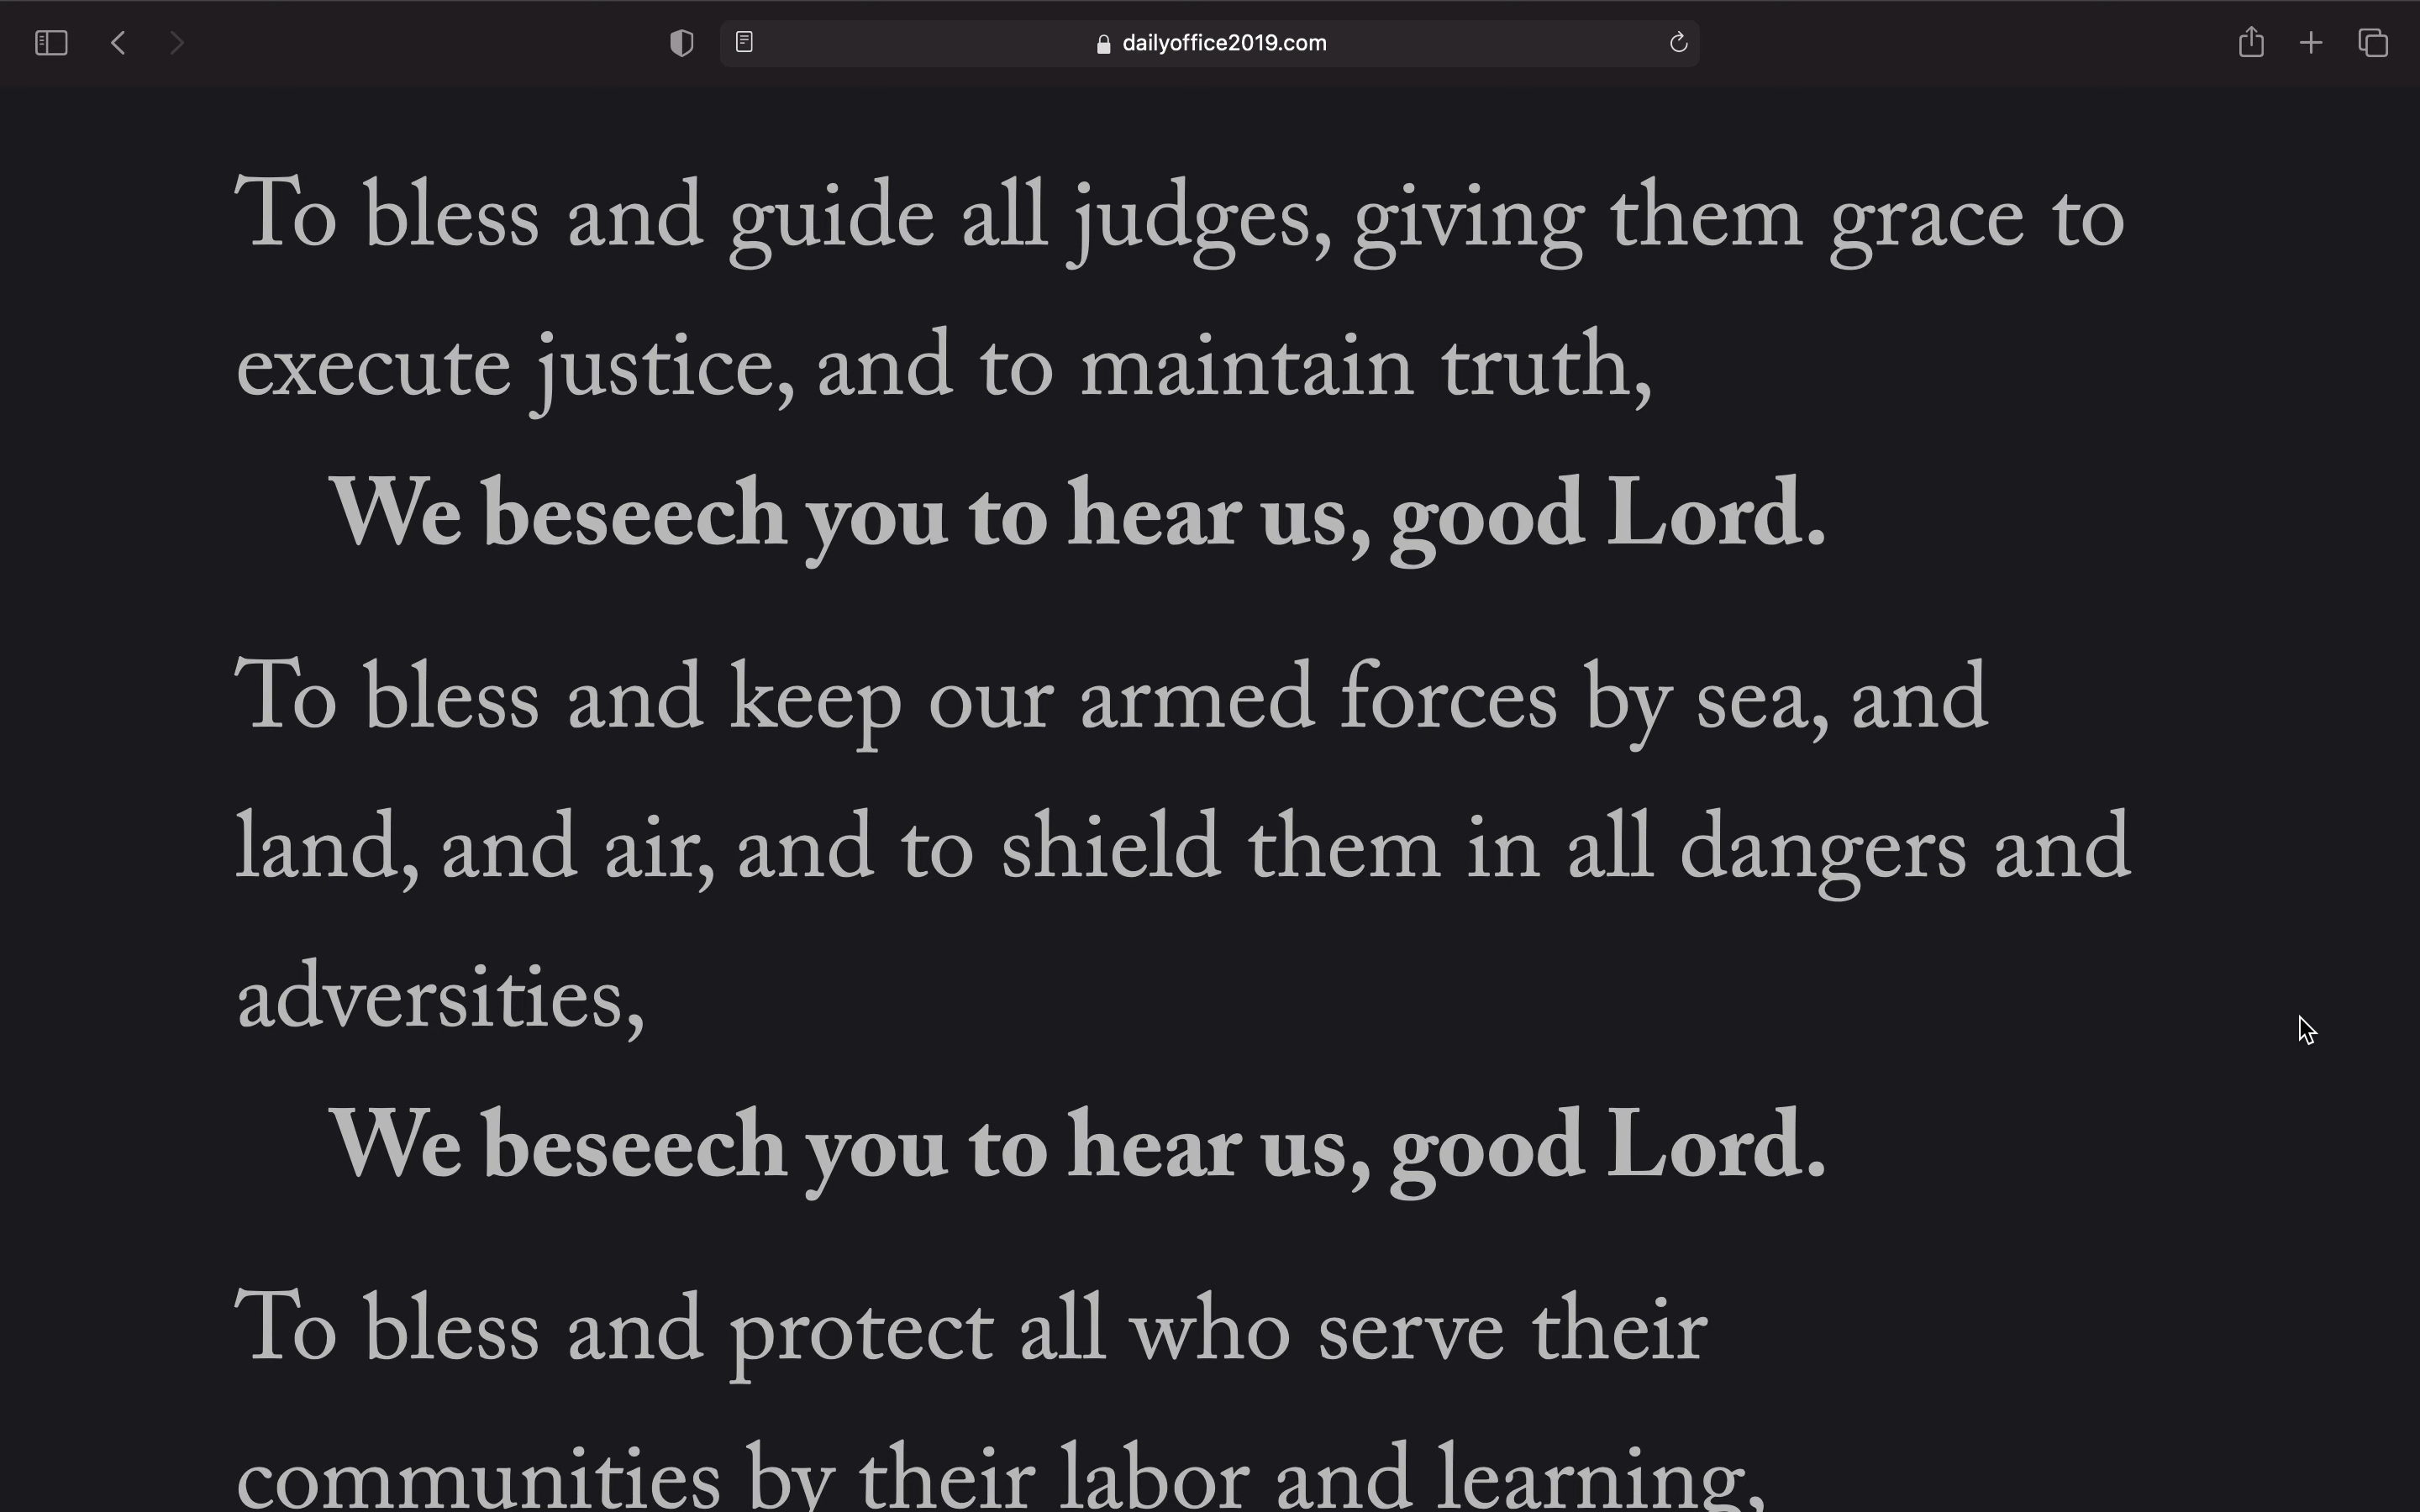 dailyoffice2019.com
To bless and guide all judges, giving them grace to
execute justice, and to maintain truth,
We beseech you to hear us, good Lord.
To bless and keep our armed forces by sea, and
land, and air, and to shield them in all dangers and
adversities,
We beseech you to hear us, good Lord.
To bless and protect all who serve their
communities by their labor and learning,